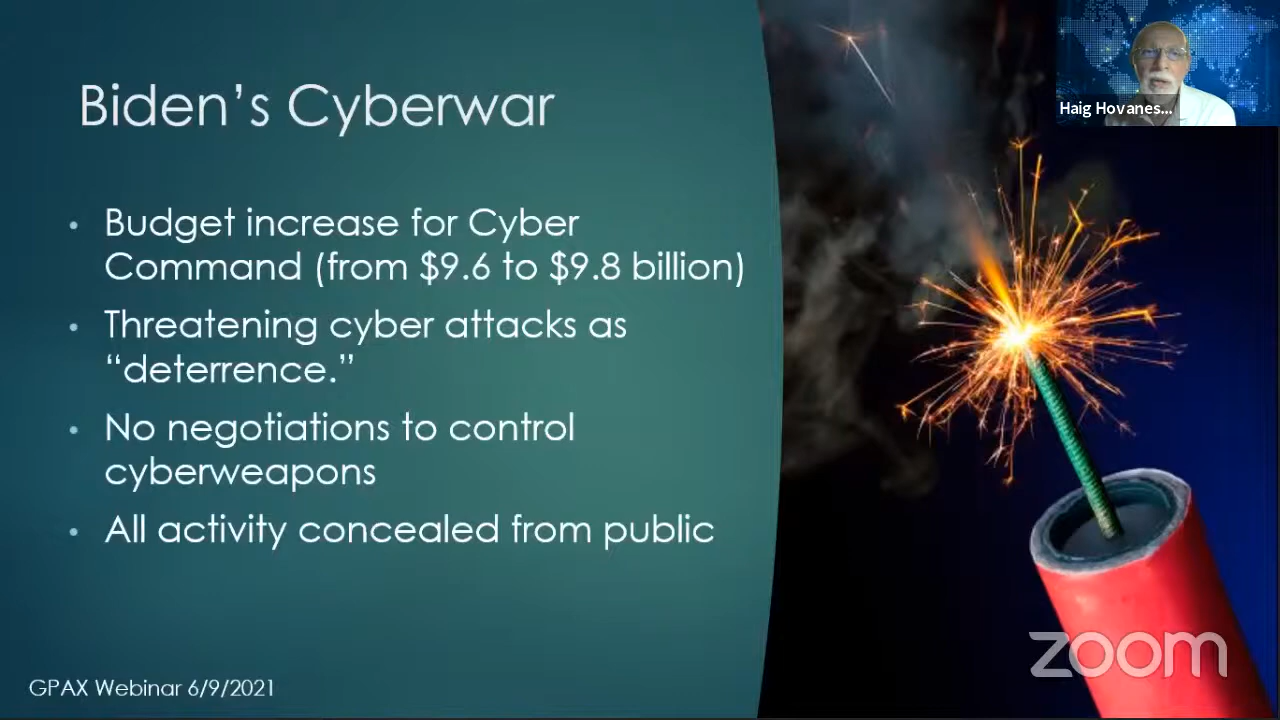 Biden's Cyberwar
• Budget increase for Cyber
Command (from $9.6 to $9.8 billion)
• Threatening cyber attacks as
“deterrence.”
• No negotiations to control
cyberweapons
• All activity concealed from public
GPAX Webinar 6/9/2021
Haig Hovanes...
zoom